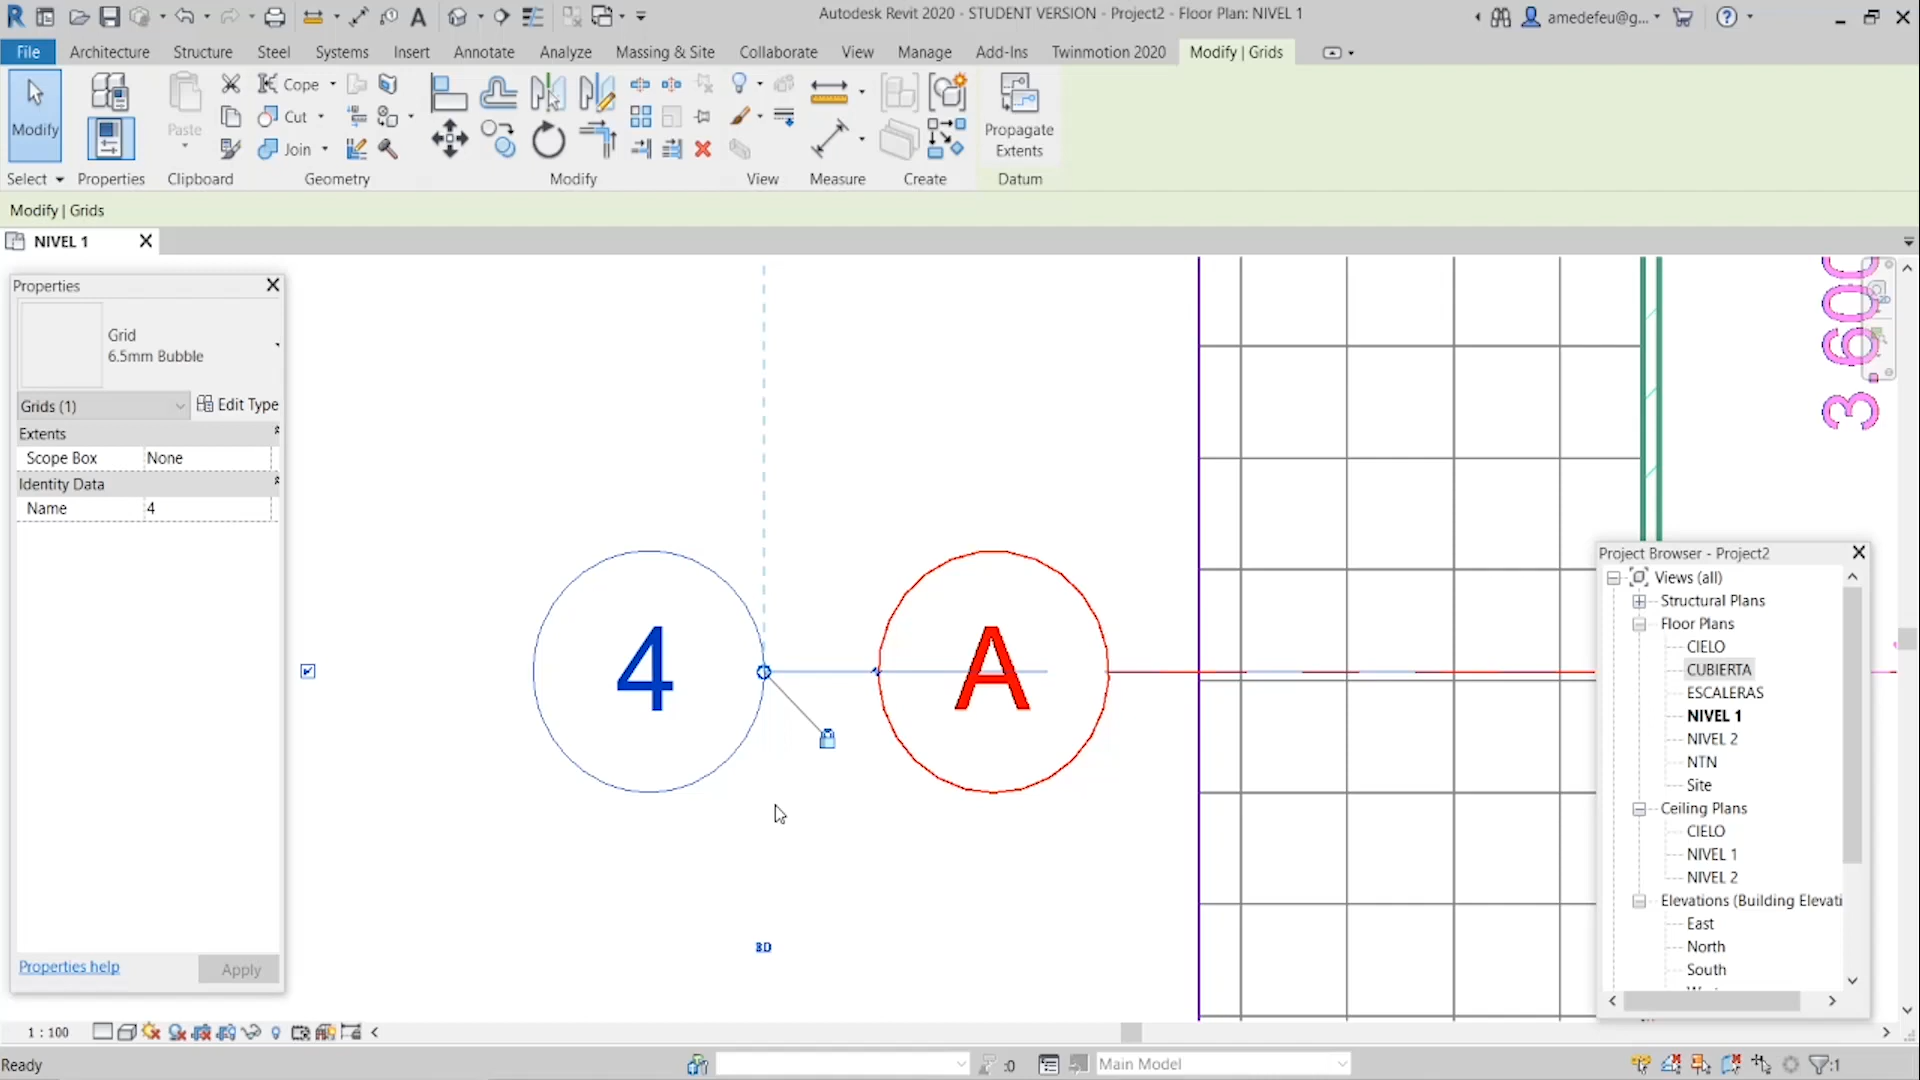 Autodesk Revit 2020 - STUDENT VERSION - Project2 - Floor Plan: NIVEL 1
amedefeu@g...
File
Architecture
Structure
Steel
Systems
Insert
Annotate
Analyze
Massing & Site
Collaborate
View
Manage
Add-Ins
Twinmotion 2020
Modify | Grids
Modify
Paste
Cope
Cut
Join
Propagate
Extents
Select
Properties
Clipboard
Geometry
Modify
View
Measure
Create
Datum
Modify | Grids
NIVEL 1
Properties
Grid
6.5mm Bubble
Grids (1)
Edit Type
Extents
Scope Box
None
Identity Data
Name
4
Properties help
Apply
4
A
3D
3.600
Project Browser - Project2
Views (all)
Structural Plans
Floor Plans
CIELO
CUBIERTA
ESCALERAS
NIVEL 1
NIVEL 2
NTN
Site
Ceiling Plans
CIELO
NIVEL 1
NIVEL 2
Elevations (Building Elevati
East
North
South
1 : 100
Ready
:0
Main Model
:1